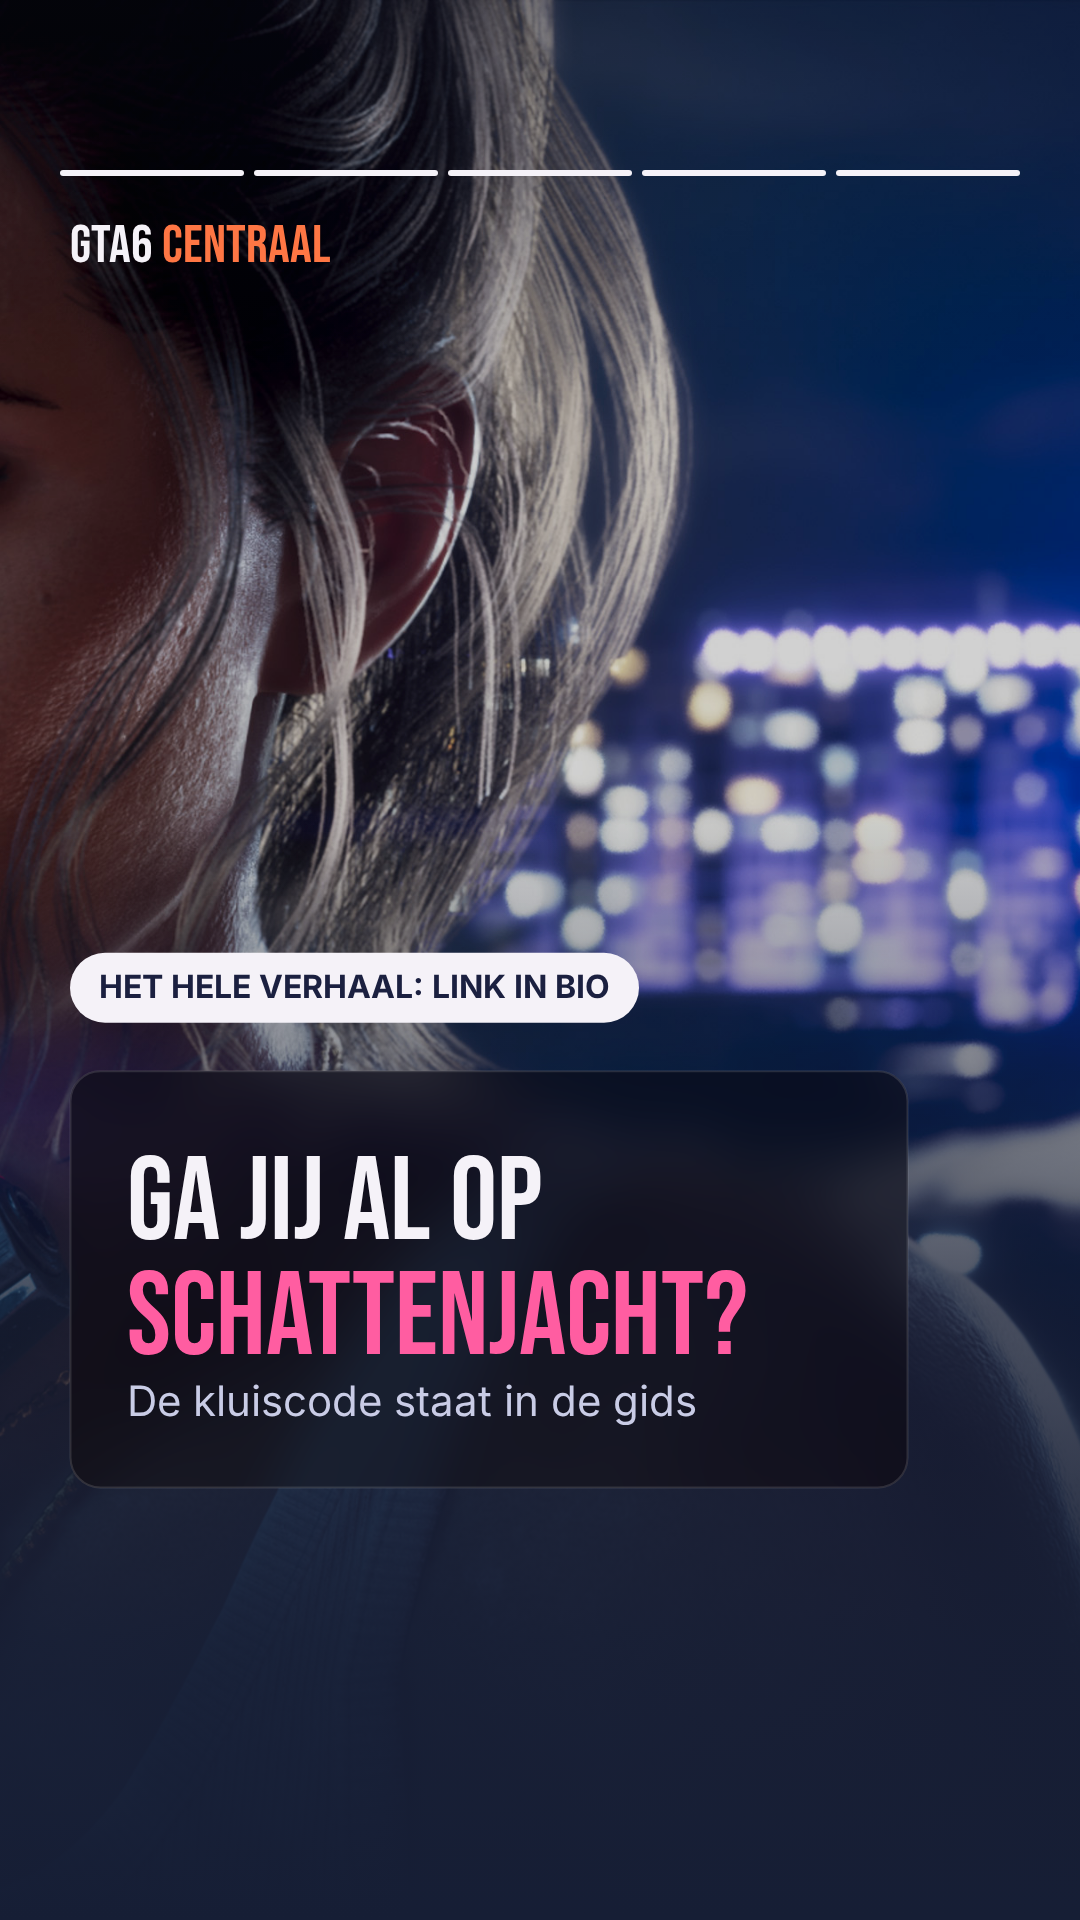 GTA6 CENTRAAL
HET HELE VERHAAL: LINK IN BIO
GA JIJ AL OP
SCHATTENJACHT?
De kluiscode staat in de gids